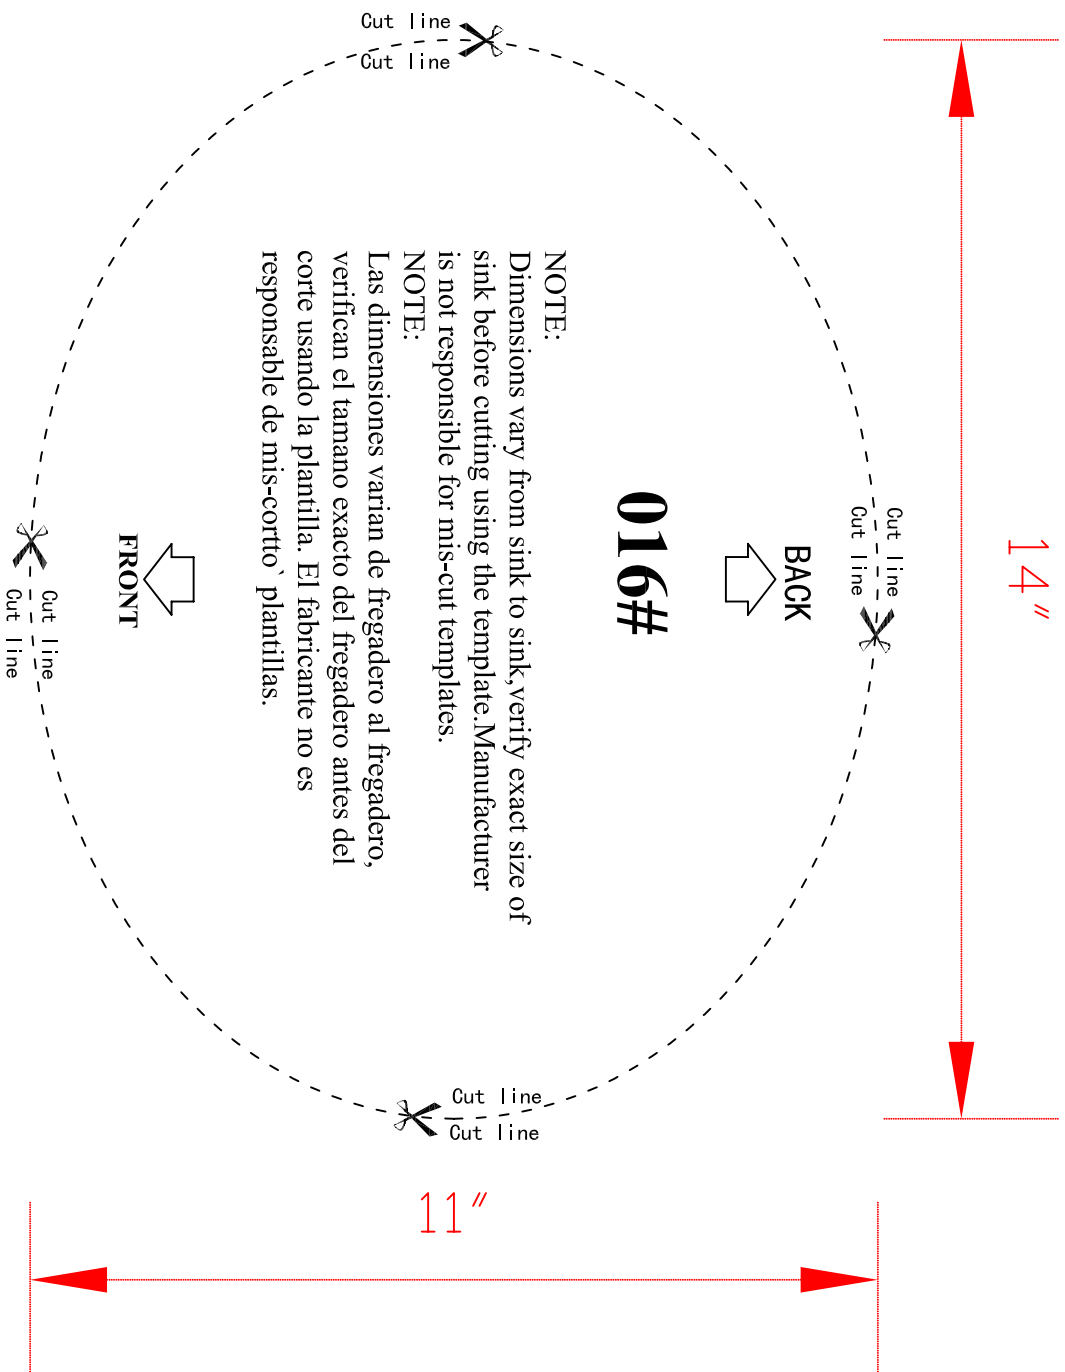 Cut line
Cut line
14"
Cut line
Cut line
BACK
016#
NOTE:
Dimensions vary from sink to sink,verify exact size of
sink before cutting using the template.Manufacturer
is not responsible for mis-cut templates.
NOTE:
Las dimensiones varian de fregadero al fregadero,
verifican el tamano exacto del fregadero antes del
corte usando la plantilla. El fabricante no es
responsable de mis-cortto` plantillas.
FRONT
Cut line
Cut line
Cut line
Cut line
11"